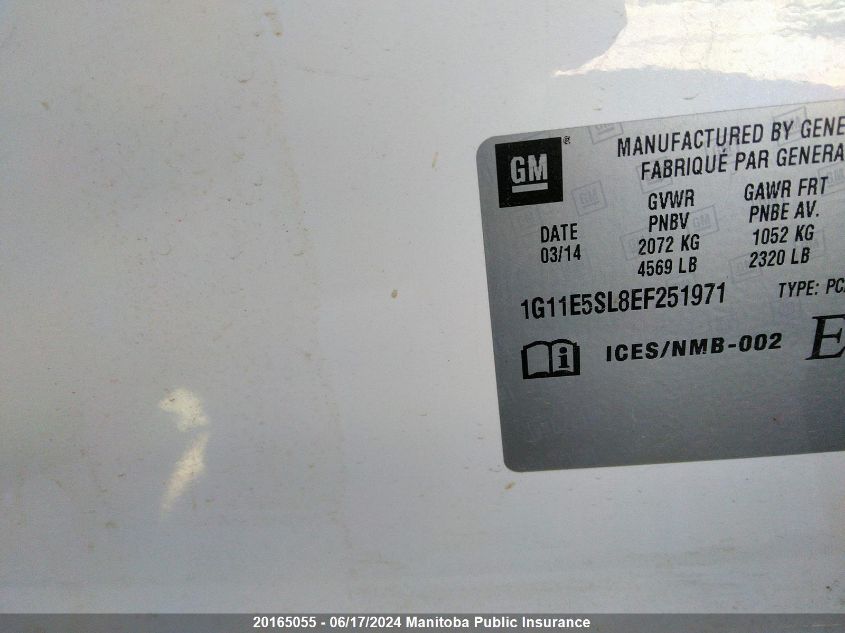 GM ®
MANUFACTURED BY GENE
FABRIQUÉ PAR GENERA
DATE
03/14
GVWR
PNBV
2072 KG
4569 LB
GAWR FRT
PNBE AV.
1052 KG
2320 LB
1G11E5SL8EF251971
TYPE: PC
ICES/NMB-002
E
20165055 - 06/17/2024 Manitoba Public Insurance